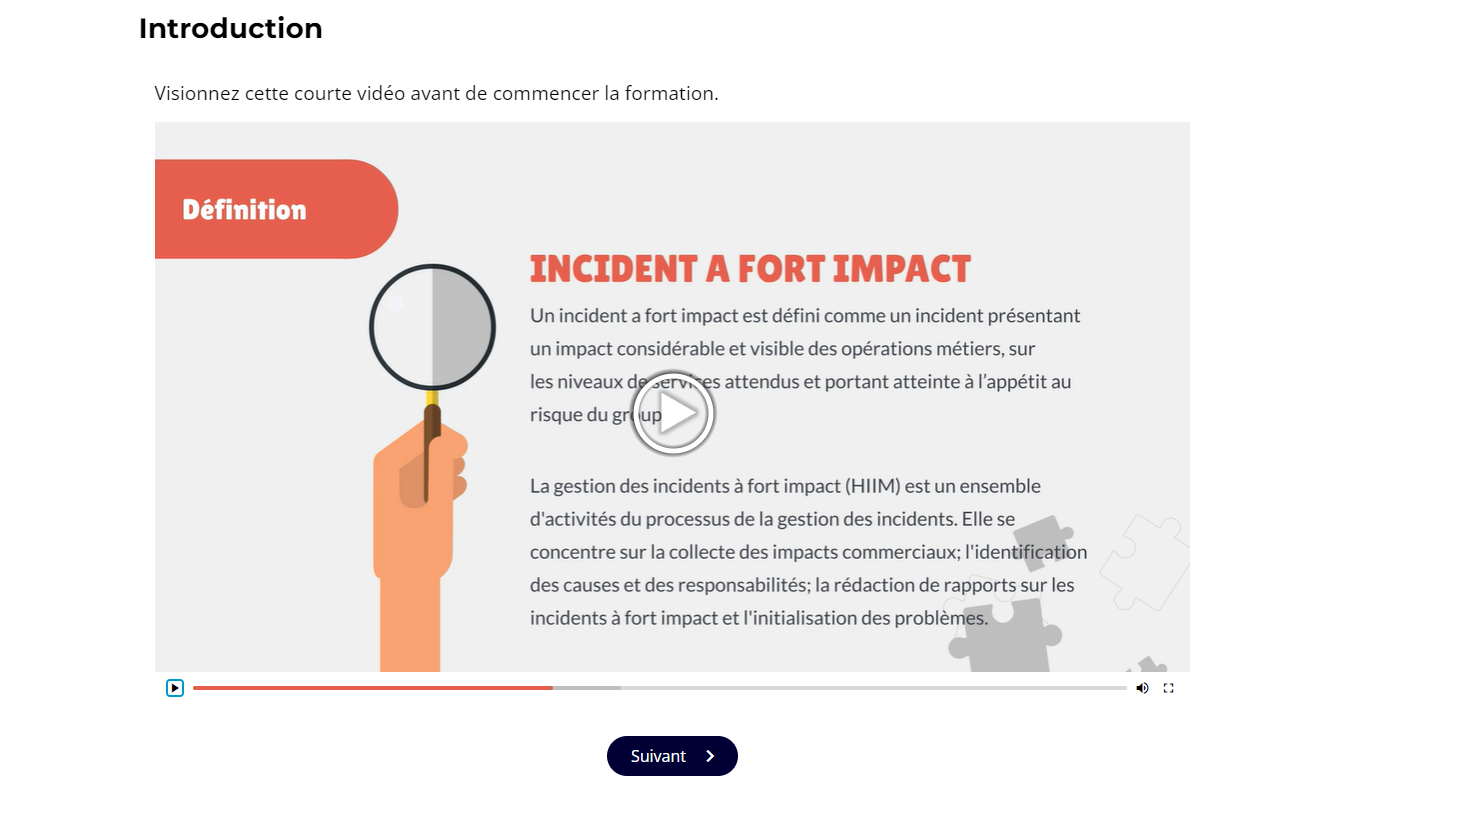 Introduction
Visionnez cette courte vidéo avant de commencer la formation.
Définition
INCIDENT A FORT IMPACT
Un incident a fort impact est défini comme un incident présentant
un impact considérable et visible des opérations métiers, sur
les niveaux de services attendus et portant atteinte à l’appétit au
risque du group
La gestion des incidents à fort impact (HIIM) est un ensemble
d'activités du processus de la gestion des incidents. Elle se
concentre sur la collecte des impacts commerciaux; l'identification
des causes et des responsabilités; la rédaction de rapports sur les
incidents à fort impact et l'initialisation des problèmes.
Suivant